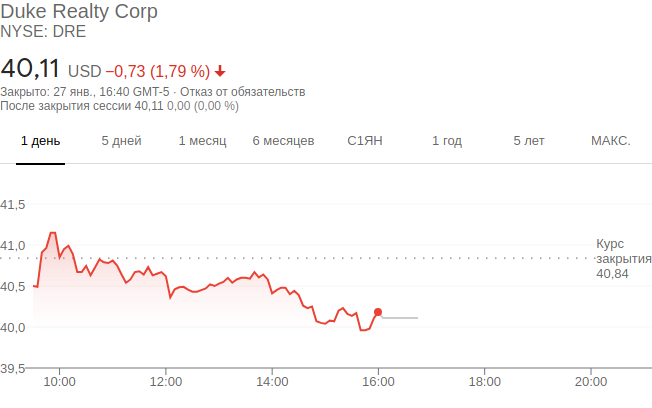 Duke Realty Corp
NYSE: DRE
40,11 USD −0,73 (1,79 %)
Закрыто: 27 янв., 16:40 GMT-5 · Отказ от обязательств
После закрытия сессии 40,11 0,00 (0,00 %)
1 день 5 дней 1 месяц 6 месяцев С1ЯН 1 год 5 лет МАКС.
41,5
41,0
40,5
40,0
39,5
Курс
закрытия
40,84
10:00 12:00 14:00 16:00 18:00 20:00